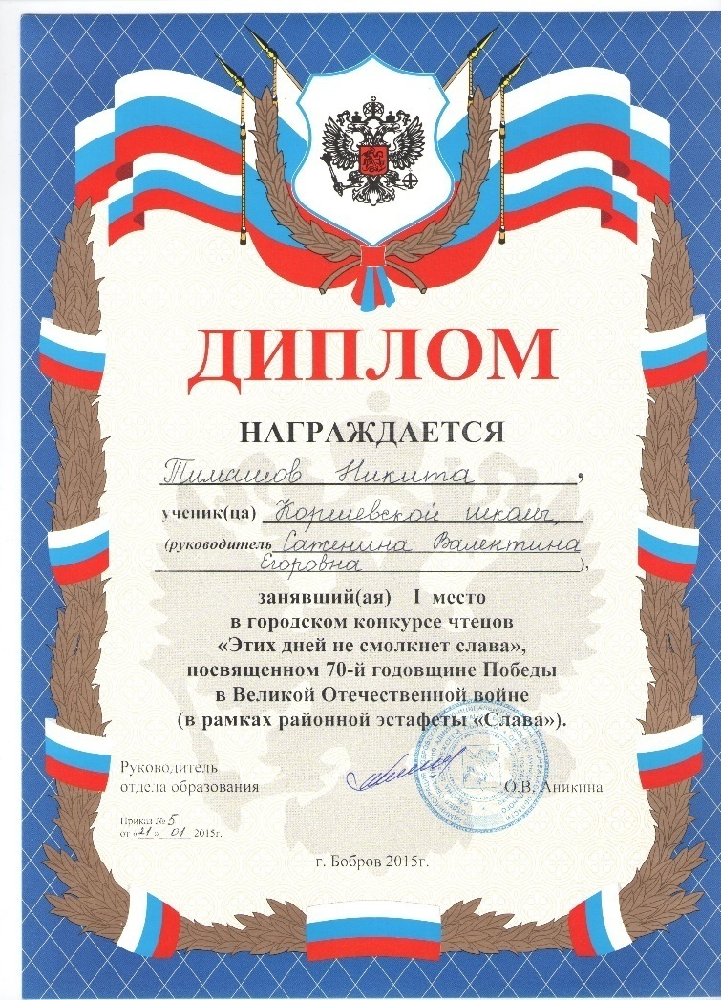 ДИПЛОМ
НАГРАЖДАЕТСЯ
Тимашов Никита,
ученик(ца) Коршевской школы,
(руководитель Саженина Валентина
Егоровна),
занявший(ая) I место
в городском конкурсе чтецов
«Этих дней не смолкнет слава»,
посвященном 70-й годовщине Победы
в Великой Отечественной войне
(в рамках районной эстафеты «Слава»).
Руководитель
отдела образования О.В. Аникина
Приказ № 5
от «21» 01 2015г.
г. Бобров 2015г.